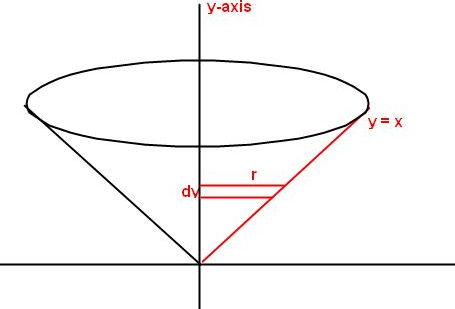 y-axis
y = x
r
dy